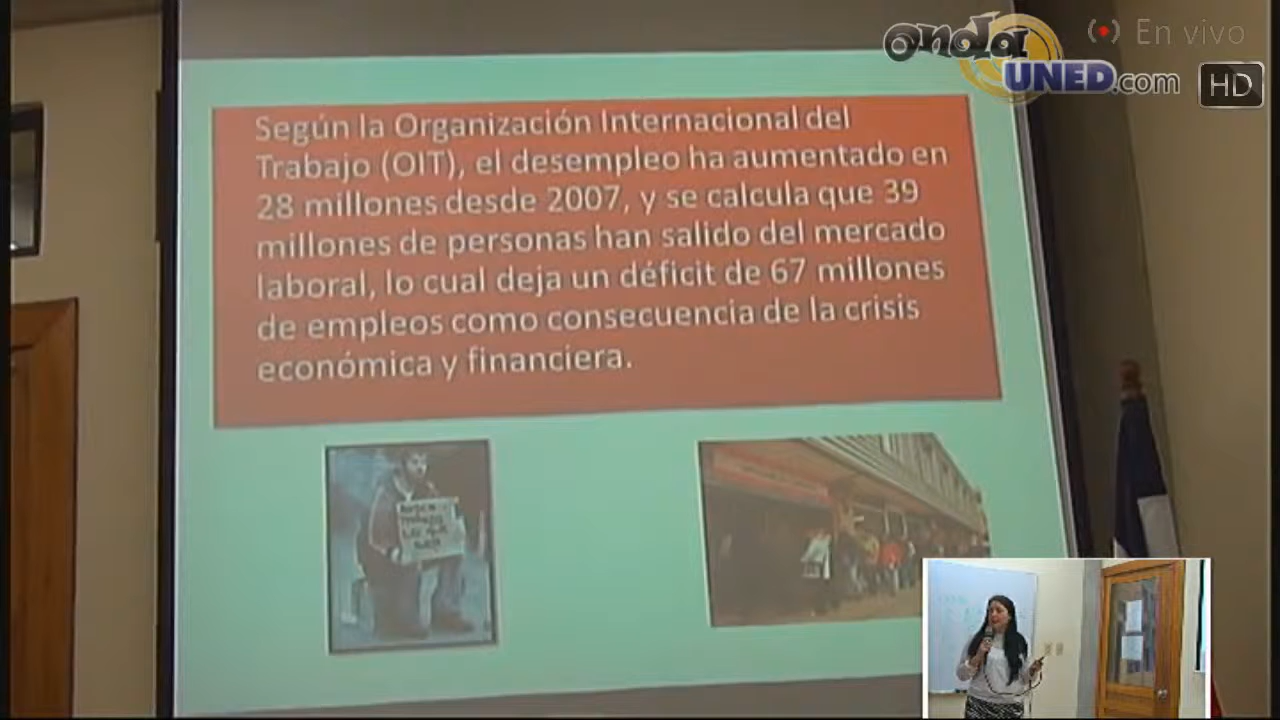 onda
UNED.com
En vivo
HD
Según la Organización Internacional del
Trabajo (OIT), el desempleo ha aumentado en
28 millones desde 2007, y se calcula que 39
millones de personas han salido del mercado
laboral, lo cual deja un déficit de 67 millones
de empleos como consecuencia de la crisis
económica y financiera.